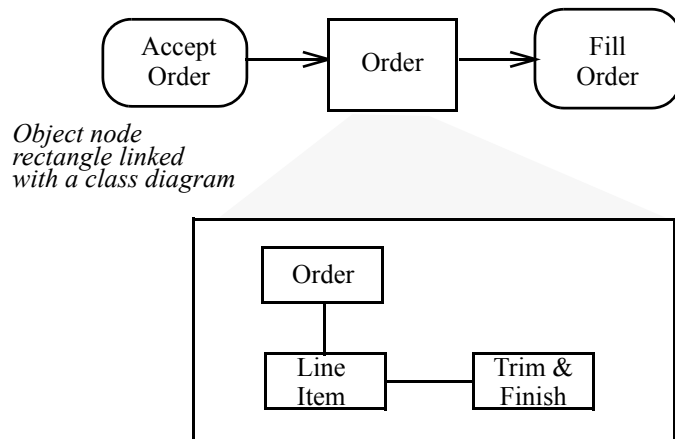 Accept
Order
Order
Fill
Order
Object node
rectangle linked
with a class diagram
Order
Line
Item
Trim &
Finish